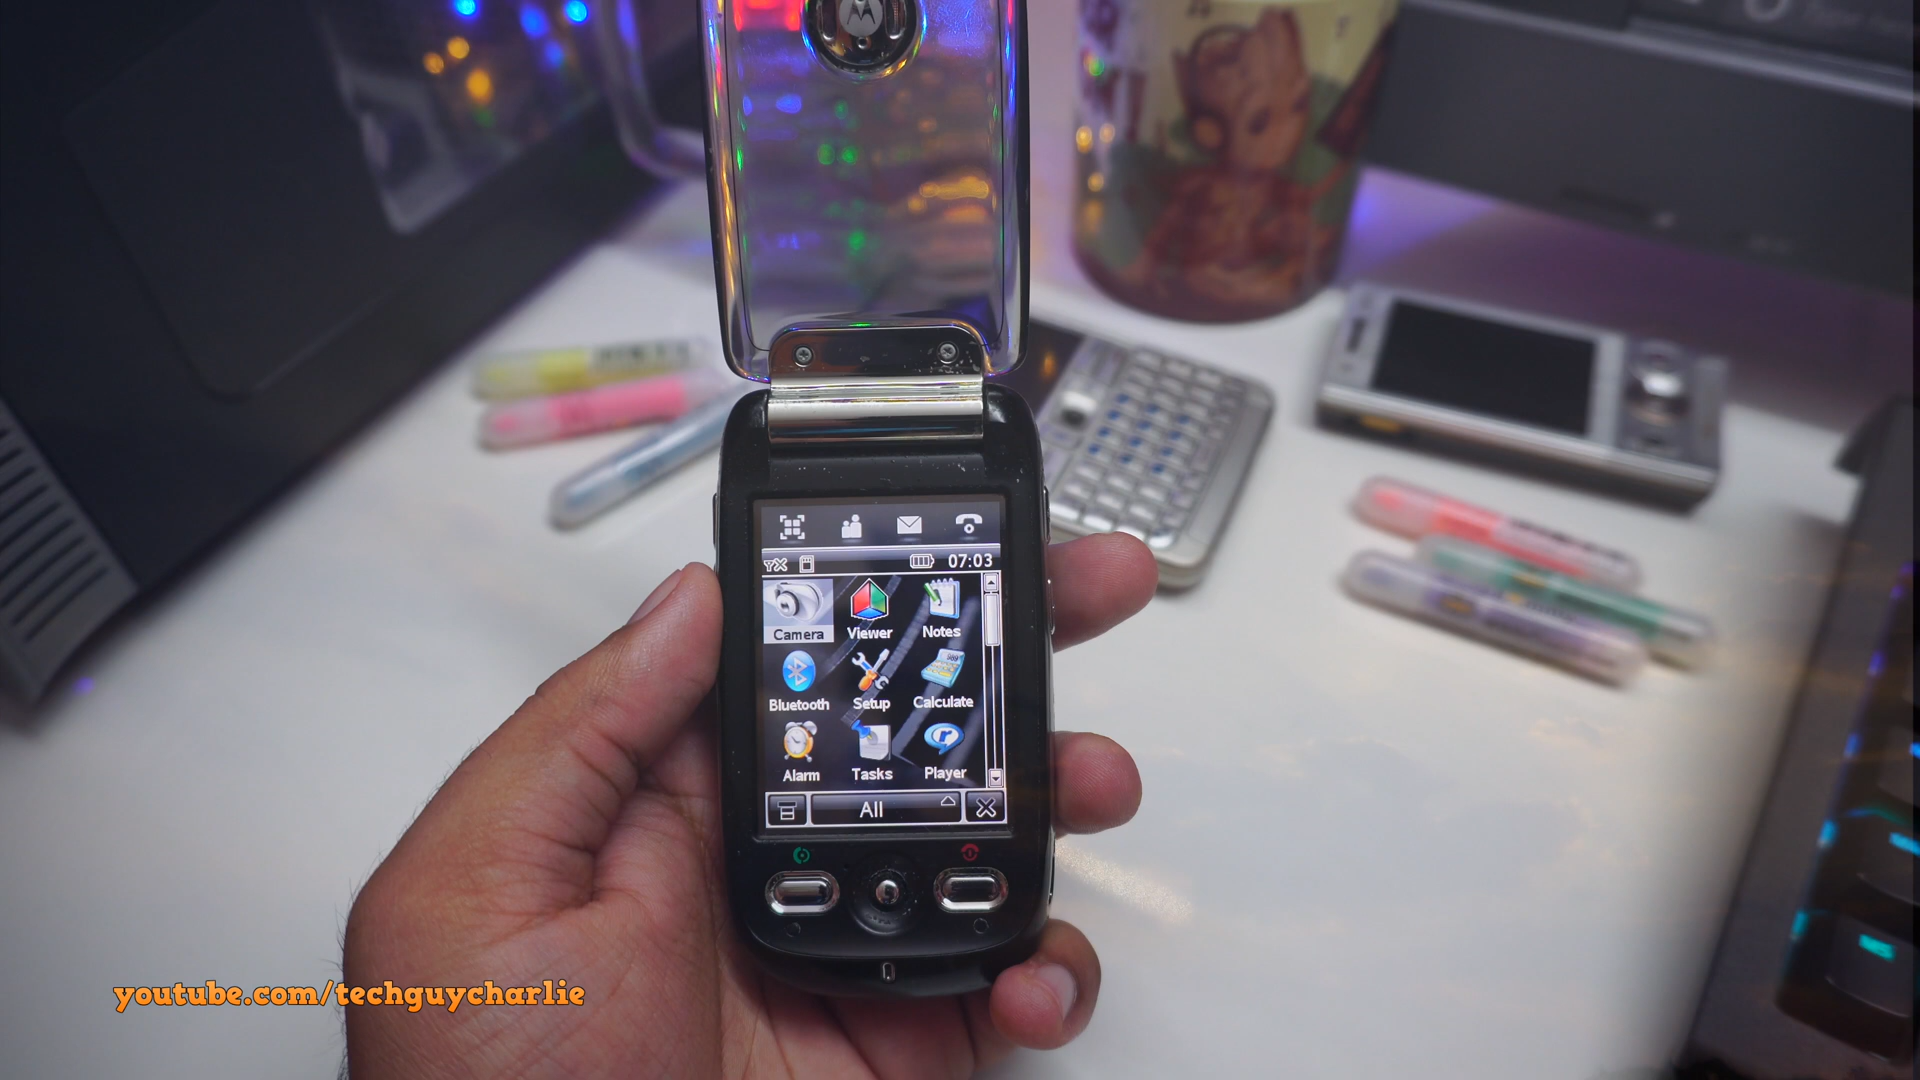 07:03
Camera Viewer Notes
Bluetooth Setup Calculate
Alarm Tasks Player
All
youtube.com/techguycharlie